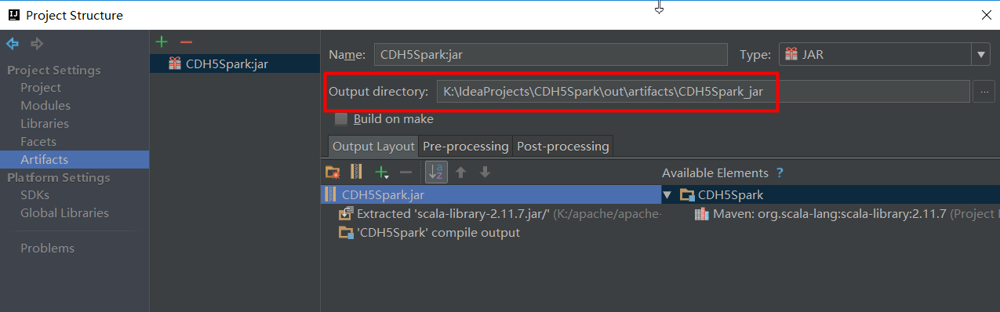 Project Structure
Project Settings
Project
Modules
Libraries
Facets
Artifacts
Platform Settings
SDKs
Global Libraries
Problems
CDH5Spark:jar
Name: CDH5Spark:jar Type: JAR
Output directory: K:\IdeaProjects\CDH5Spark\out\artifacts\CDH5Spark_jar ...
Build on make
Output Layout Pre-processing Post-processing
Available Elements ?
CDH5Spark.jar
Extracted 'scala-library-2.11.7.jar/' (K:/apache/apache-
'CDH5Spark' compile output
CDH5Spark
Maven: org.scala-lang:scala-library:2.11.7 (Project